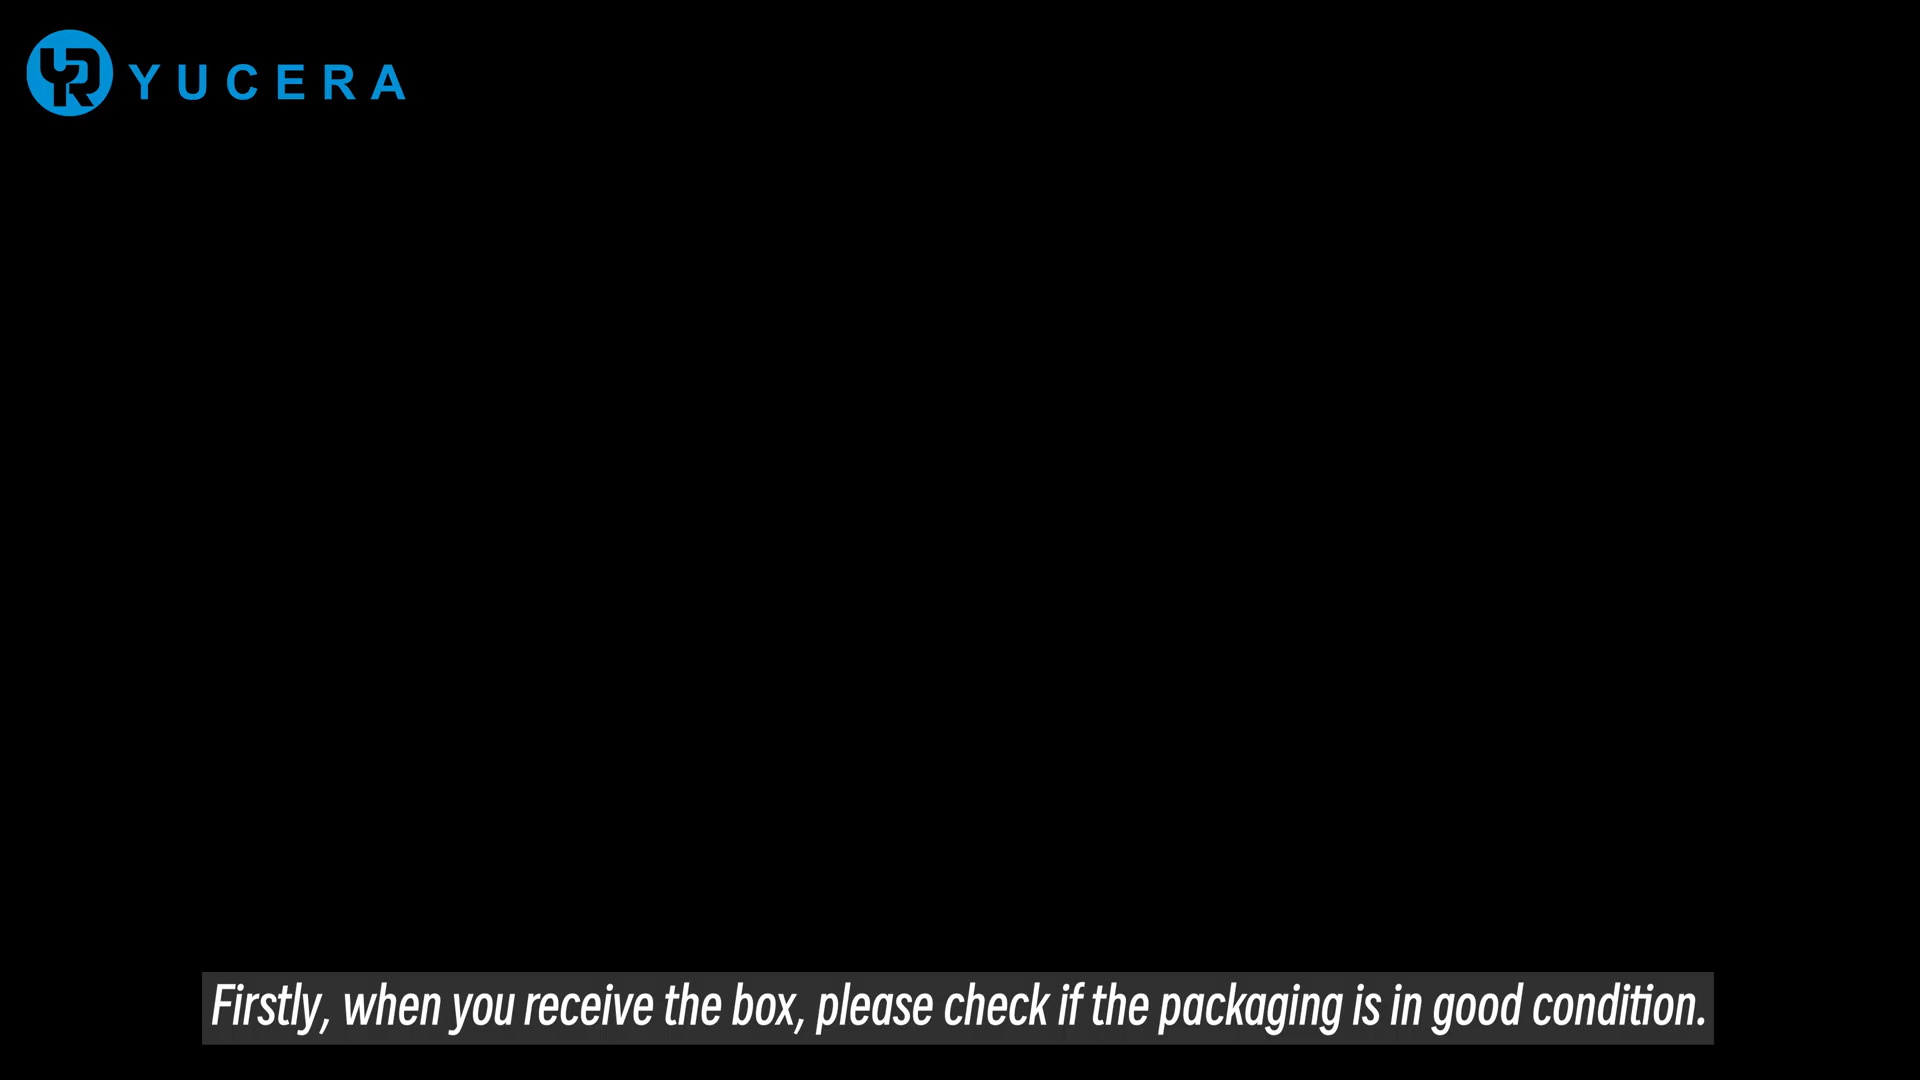 YUCERA
Firstly, when you receive the box, please check if the packaging is in good condition.